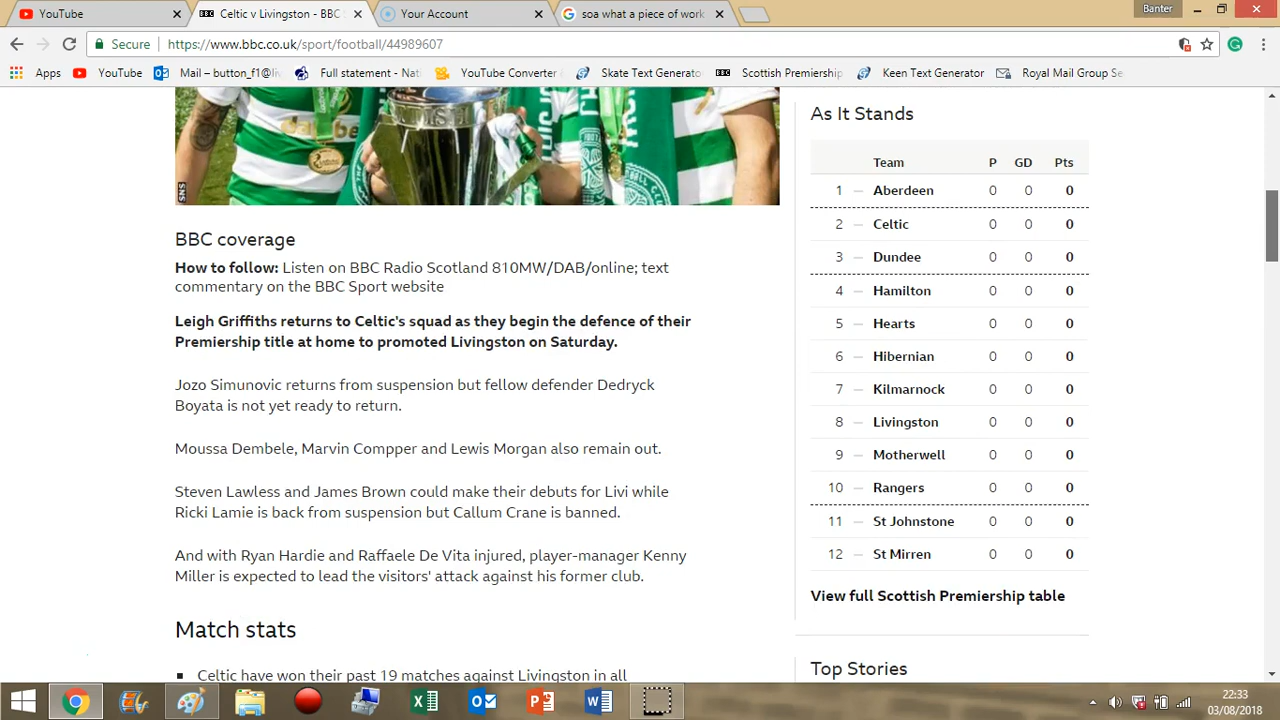 YouTube
Celtic v Livingston - BBC
Your Account
soa what a piece of work
Banter
Secure
https://www.bbc.co.uk/sport/football/44989607
Apps
YouTube
Mail – button_f1@li
Full statement - Nat
YouTube Converter
Skate Text Generato
BBC
Scottish Premiership
Keen Text Generator
Royal Mail Group Se
SNS
BBC coverage
How to follow: Listen on BBC Radio Scotland 810MW/DAB/online; text
commentary on the BBC Sport website
Leigh Griffiths returns to Celtic's squad as they begin the defence of their
Premiership title at home to promoted Livingston on Saturday.
Jozo Simunovic returns from suspension but fellow defender Dedryck
Boyata is not yet ready to return.
Moussa Dembele, Marvin Compper and Lewis Morgan also remain out.
Steven Lawless and James Brown could make their debuts for Livi while
Ricki Lamie is back from suspension but Callum Crane is banned.
And with Ryan Hardie and Raffaele De Vita injured, player-manager Kenny
Miller is expected to lead the visitors' attack against his former club.
Match stats
Celtic have won their past 19 matches against Livingston in all
As It Stands
Team P GD Pts
1 Aberdeen 0 0 0
2 Celtic 0 0 0
3 Dundee 0 0 0
4 Hamilton 0 0 0
5 Hearts 0 0 0
6 Hibernian 0 0 0
7 Kilmarnock 0 0 0
8 Livingston 0 0 0
9 Motherwell 0 0 0
10 Rangers 0 0 0
11 St Johnstone 0 0 0
12 St Mirren 0 0 0
View full Scottish Premiership table
Top Stories
22:33
03/08/2018